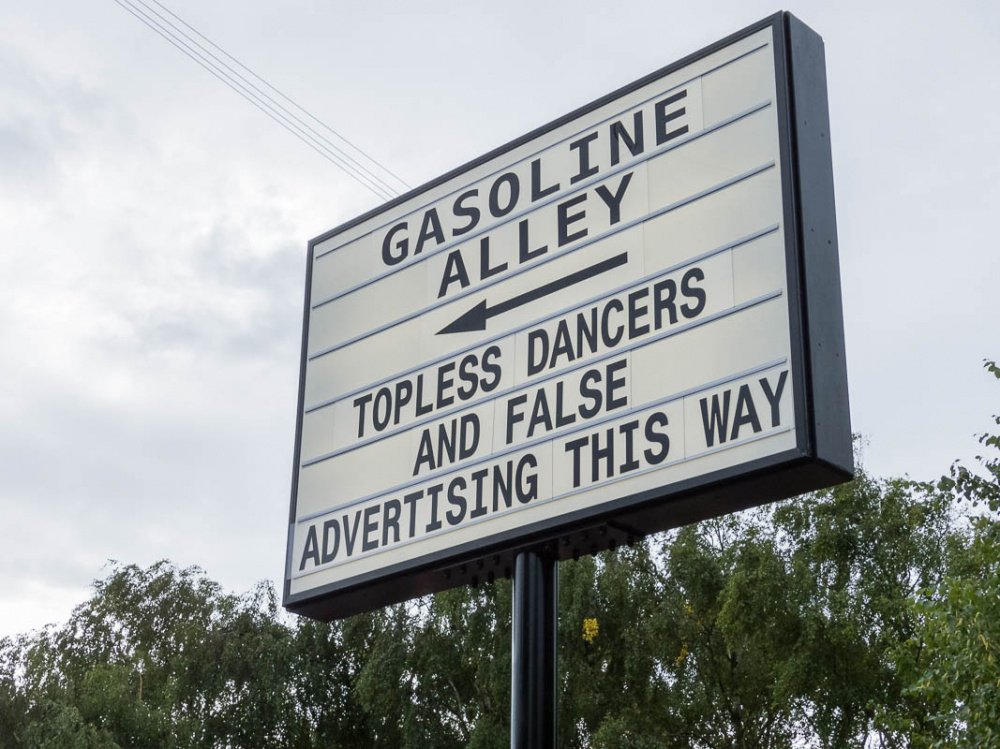 GASOLINE
ALLEY
TOPLESS DANCERS
AND FALSE
ADVERTISING THIS WAY